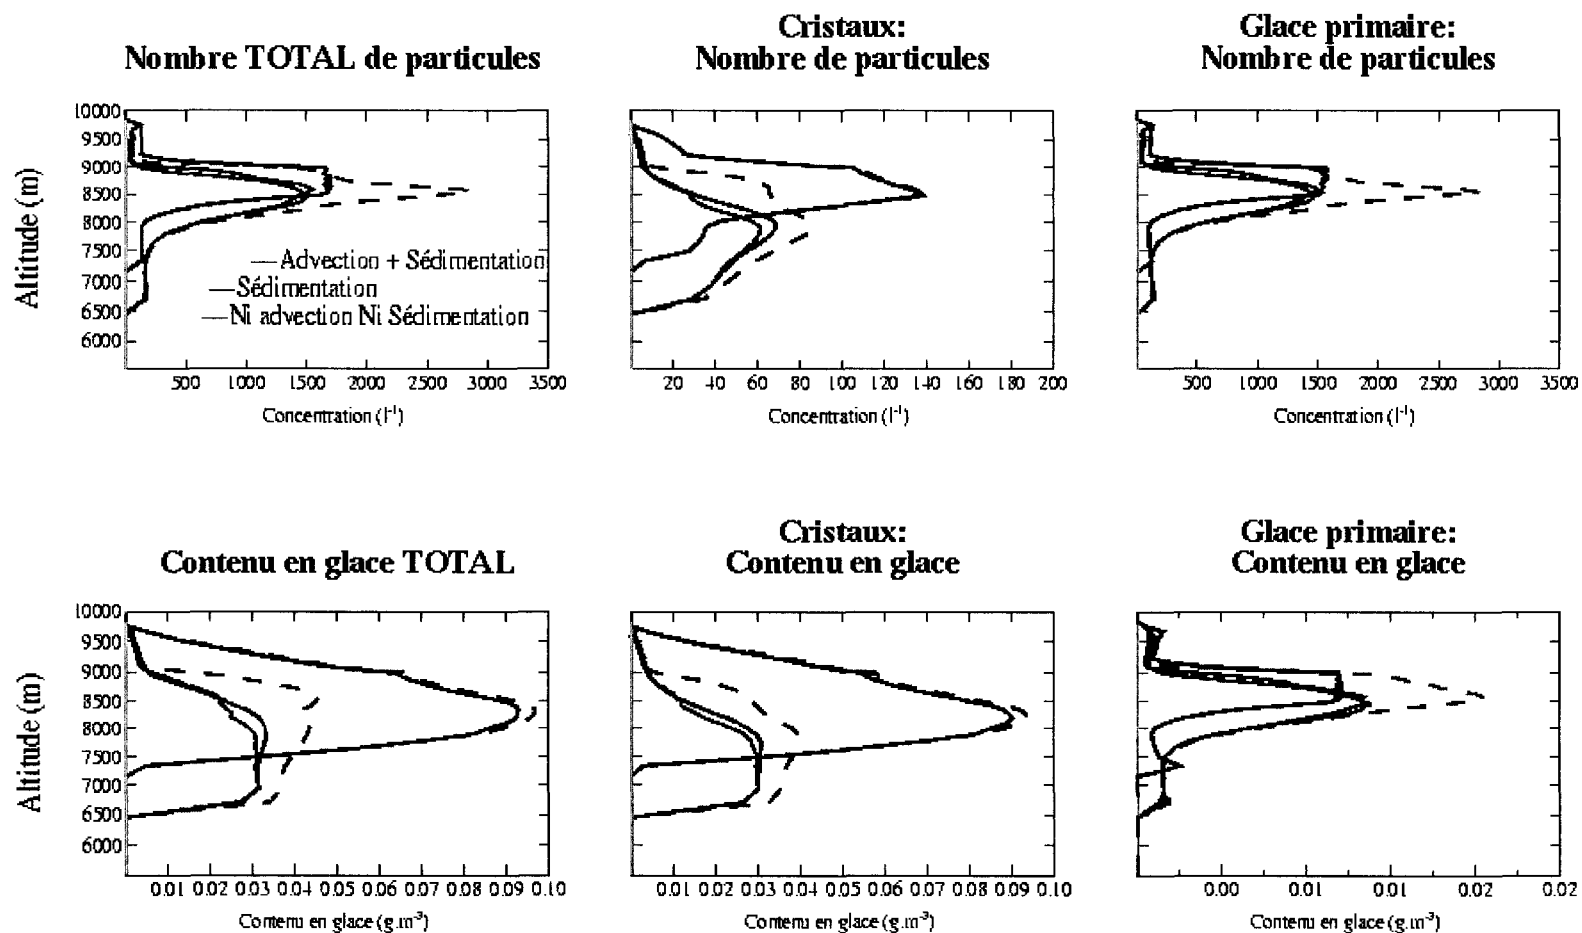 Nombre TOTAL de particules
Cristaux:
Nombre de particules
Glace primaire:
Nombre de particules
Altitude (m)
10000
9500
9000
8500
8000
7500
7000
6500
6000
— Advection + Sédimentation
— Sédimentation
— Ni advection Ni Sédimentation
500 1000 1500 2000 2500 3000 3500
Concentration (l⁻¹)
20 40 60 80 100 120 140 160 180 200
Concentration (l⁻¹)
500 1000 1500 2000 2500 3000 3500
Concentration (l⁻¹)
Contenu en glace TOTAL
Cristaux:
Contenu en glace
Glace primaire:
Contenu en glace
Altitude (m)
10000
9500
9000
8500
8000
7500
7000
6500
6000
0.01 0.02 0.03 0.04 0.05 0.06 0.07 0.08 0.09 0.10
Contenu en glace (g.m⁻³)
0.01 0.02 0.03 0.04 0.05 0.06 0.07 0.08 0.09 0.10
Contenu en glace (g.m⁻³)
0.00 0.01 0.01 0.02 0.02
Contenu en glace (g.m⁻³)